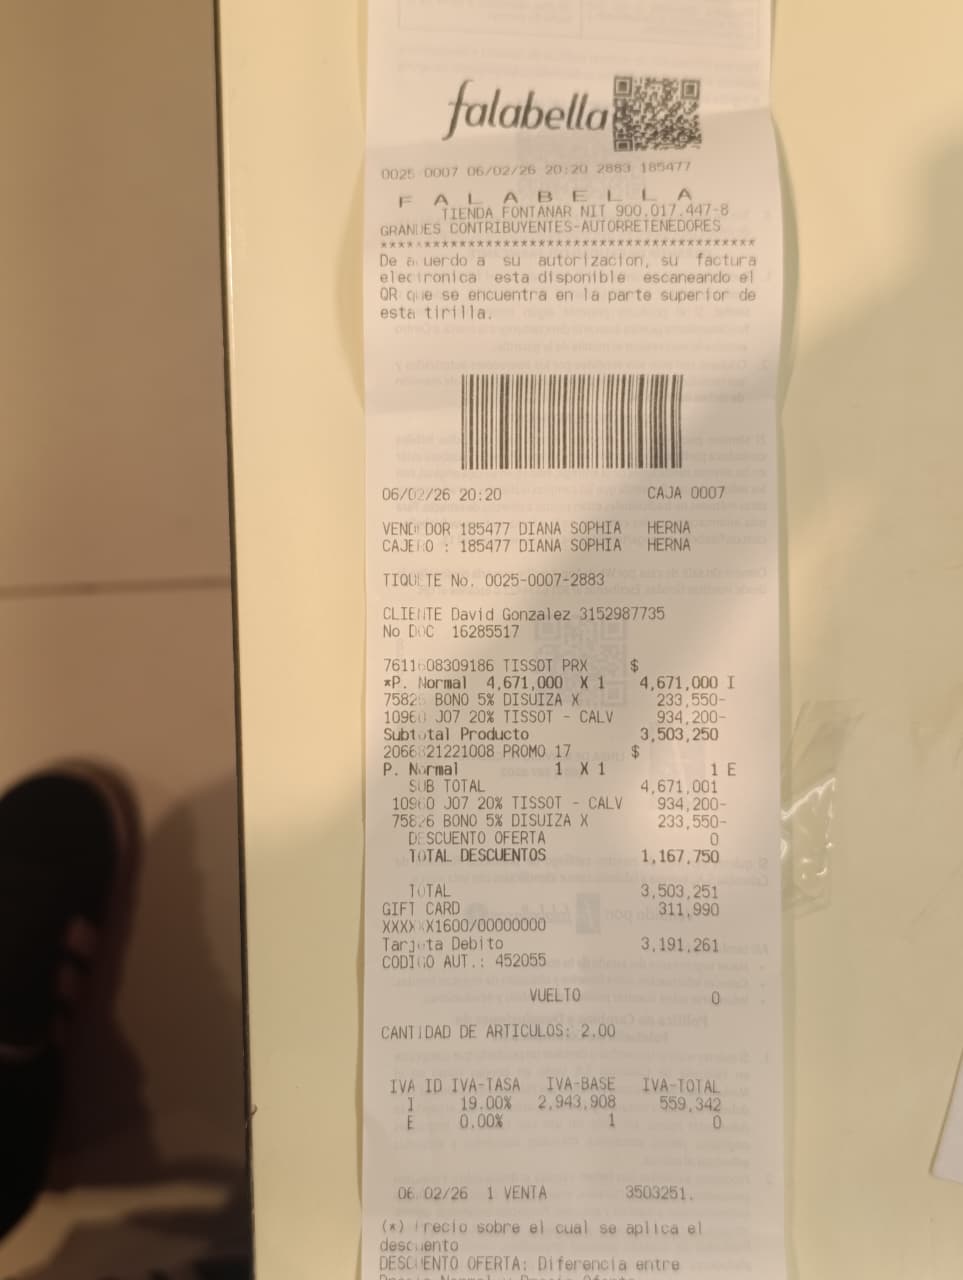 falabella
0025 0007 06/02/26 20:20 2883 185477
F A L A B E L L A
TIENDA FONTANAR NIT 900.017.447-8
GRANDES CONTRIBUYENTES-AUTORRETENEDORES
******************************************
De acuerdo a su autorizacion, su factura
electronica esta disponible escaneando el
QR que se encuentra en la parte superior de
esta tirilla.
06/02/26 20:20 CAJA 0007
VENDEDOR 185477 DIANA SOPHIA HERNA
CAJERO : 185477 DIANA SOPHIA HERNA
TIQUETE No. 0025-0007-2883
CLIENTE David Gonzalez 3152987735
No DOC 16285517
7611608309186 TISSOT PRX $
*P. Normal 4,671,000 X 1 4,671,000 I
75826 BONO 5% DISUIZA X 233,550-
10960 J07 20% TISSOT - CALV 934,200-
Subtotal Producto 3,503,250
2066821221008 PROMO 17 $
P. Normal 1 X 1 1 E
SUB TOTAL 4,671,001
10960 J07 20% TISSOT - CALV 934,200-
75826 BONO 5% DISUIZA X 233,550-
DESCUENTO OFERTA 0
TOTAL DESCUENTOS 1,167,750
TOTAL 3,503,251
GIFT CARD 311,990
XXXXXX1600/00000000
Tarjeta Debito 3,191,261
CODIGO AUT.: 452055
VUELTO 0
CANTIDAD DE ARTICULOS: 2.00
IVA ID IVA-TASA IVA-BASE IVA-TOTAL
I 19.00% 2,943,908 559,342
E 0.00% 1 0
06/02/26 1 VENTA 3503251.
(*) Precio sobre el cual se aplica el
descuento
DESCUENTO OFERTA: Diferencia entre